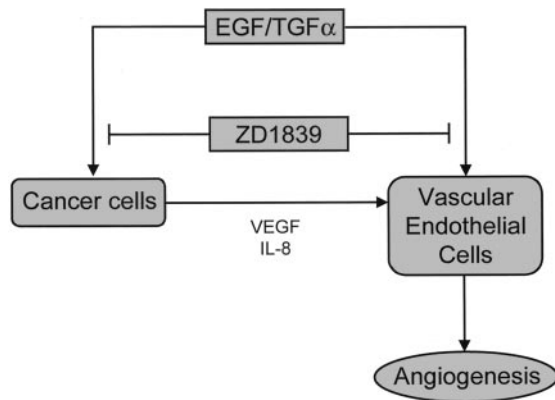 EGF/TGFα
ZD1839
Cancer cells
VEGF
IL-8
Vascular
Endothelial
Cells
Angiogenesis